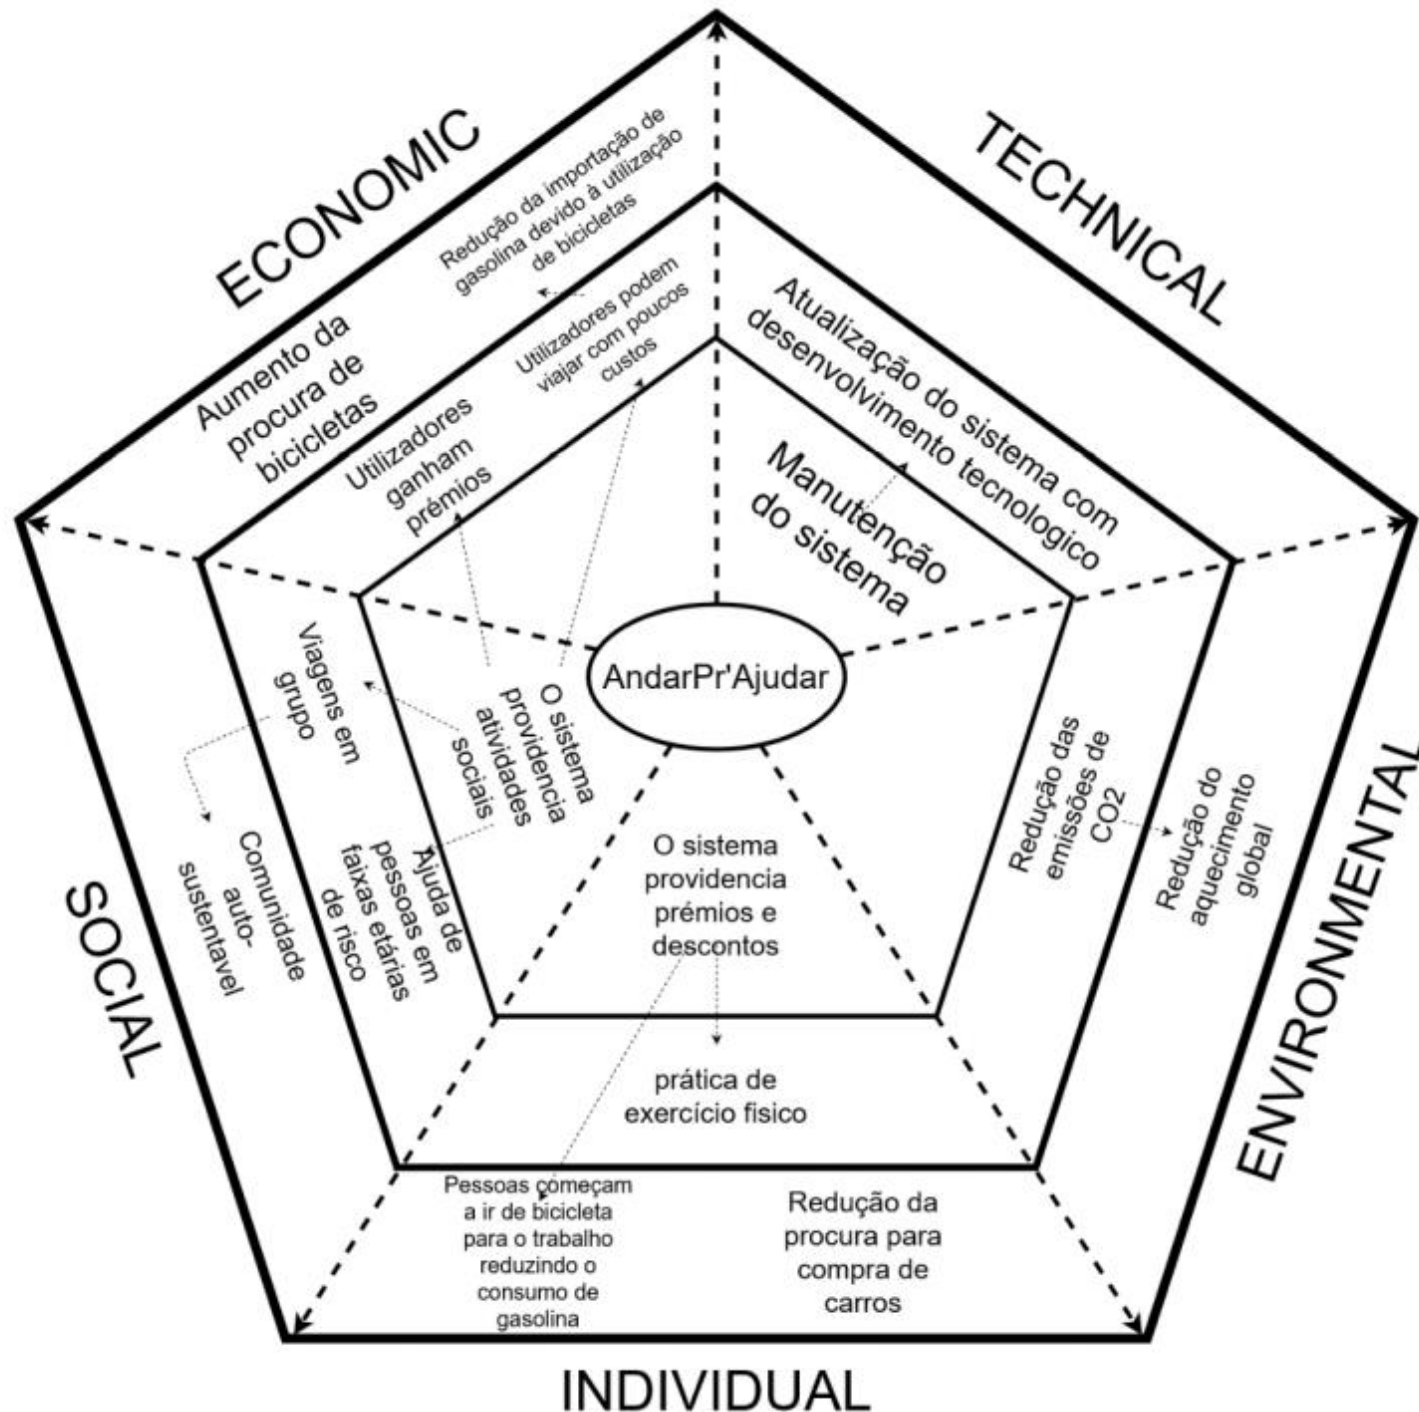 ECONOMIC
Redução da importação de
gasolina devido à utilização
de bicicletas
Aumento da
procura de
bicicletas
Utilizadores podem
viajar com poucos
custos
Utilizadores
ganham
prémios
TECHNICAL
Atualização do sistema com
desenvolvimento tecnologico
Manutenção
do sistema
AndarPr'Ajudar
SOCIAL
Viagens em
grupo
O sistema
providencia
atividades
sociais
Comunidade
auto-
sustentavel
Ajuda de
pessoas em
faixas etárias
de risco
ENVIRONMENTAL
Redução das
emissões de
CO2
Redução do
aquecimento
global
O sistema
providencia
prémios e
descontos
prática de
exercício fisico
Pessoas começam
a ir de bicicleta
para o trabalho
reduzindo o
consumo de
gasolina
Redução da
procura para
compra de
carros
INDIVIDUAL